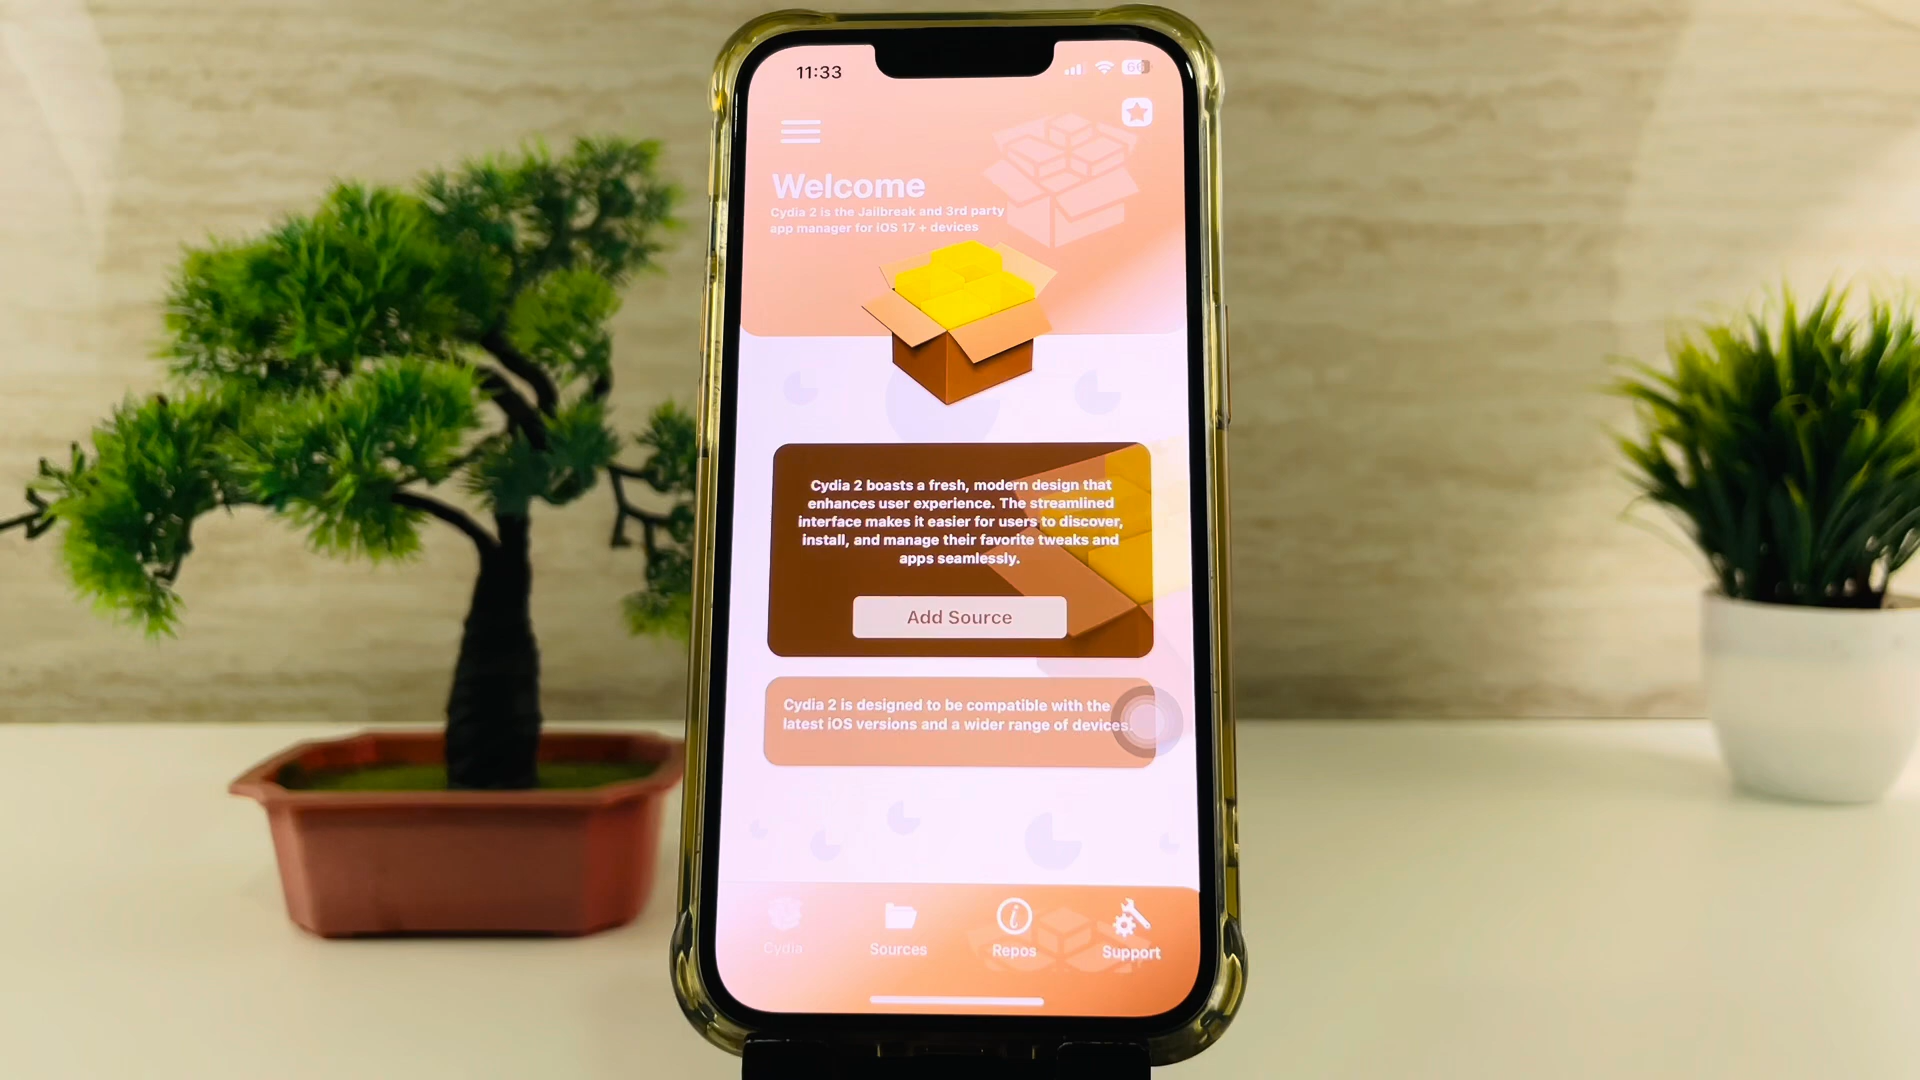 11:33
66
Welcome
Cydia 2 is the Jailbreak and 3rd party
app manager for iOS 17 + devices
Cydia 2 boasts a fresh, modern design that
enhances user experience. The streamlined
interface makes it easier for users to discover,
install, and manage their favorite tweaks and
apps seamlessly.
Add Source
Cydia 2 is designed to be compatible with the
latest iOS versions and a wider range of devices.
Cydia
Sources
Repos
Support